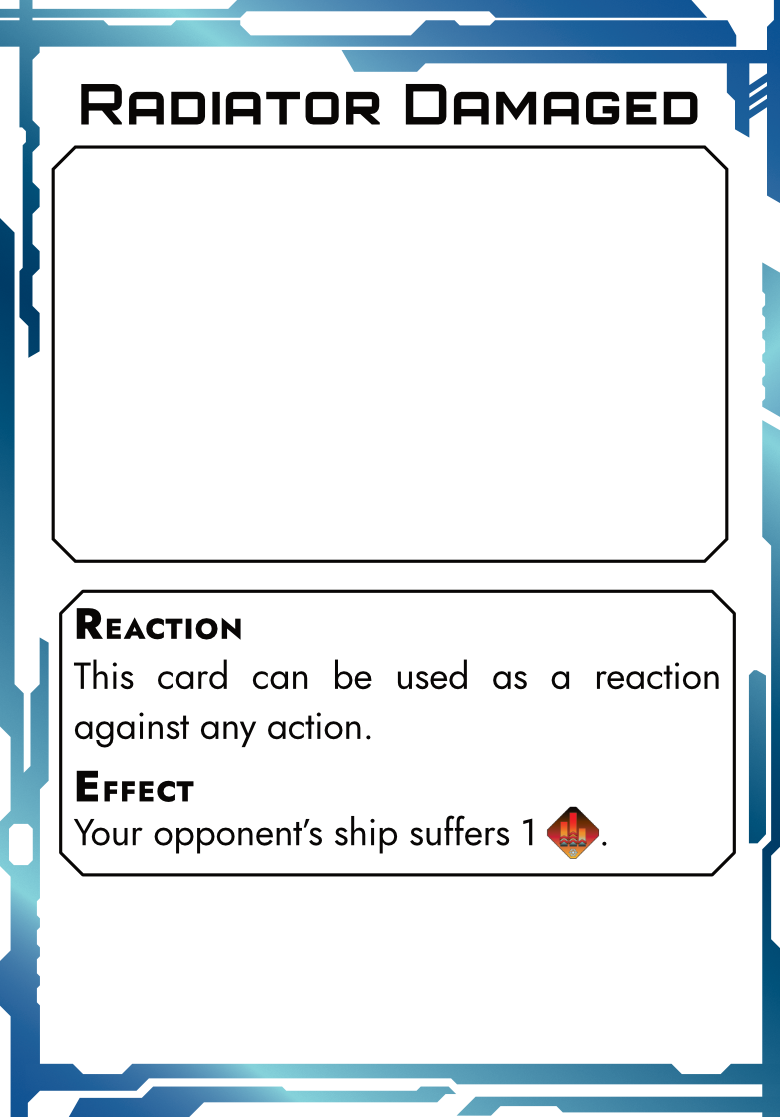 Radiator Damaged
Reaction
This card can be used as a reaction
against any action.
Effect
Your opponent's ship suffers 1 .